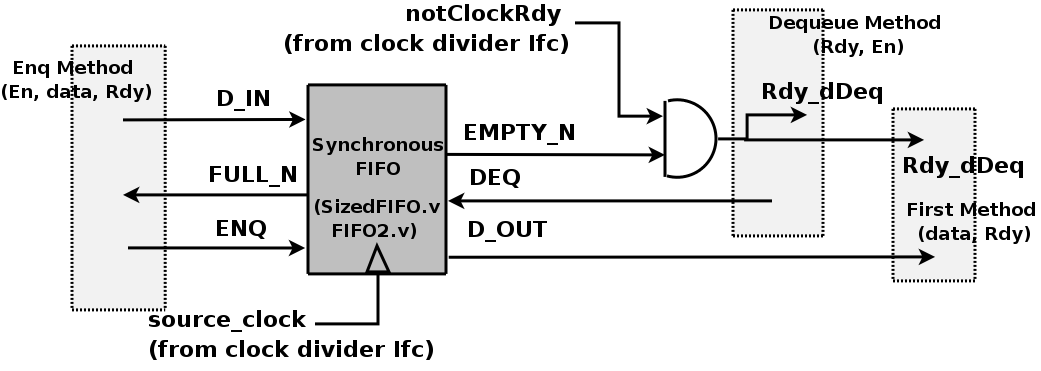 notClockRdy
(from clock divider Ifc)
Dequeue Method
(Rdy, En)
Enq Method
(En, data, Rdy)
D_IN
Rdy_dDeq
Synchronous
FIFO
EMPTY_N
Rdy_dDeq
FULL_N
DEQ
(SizedFIFO.v
FIFO2.v)
First Method
(data, Rdy)
ENQ
D_OUT
source_clock
(from clock divider Ifc)